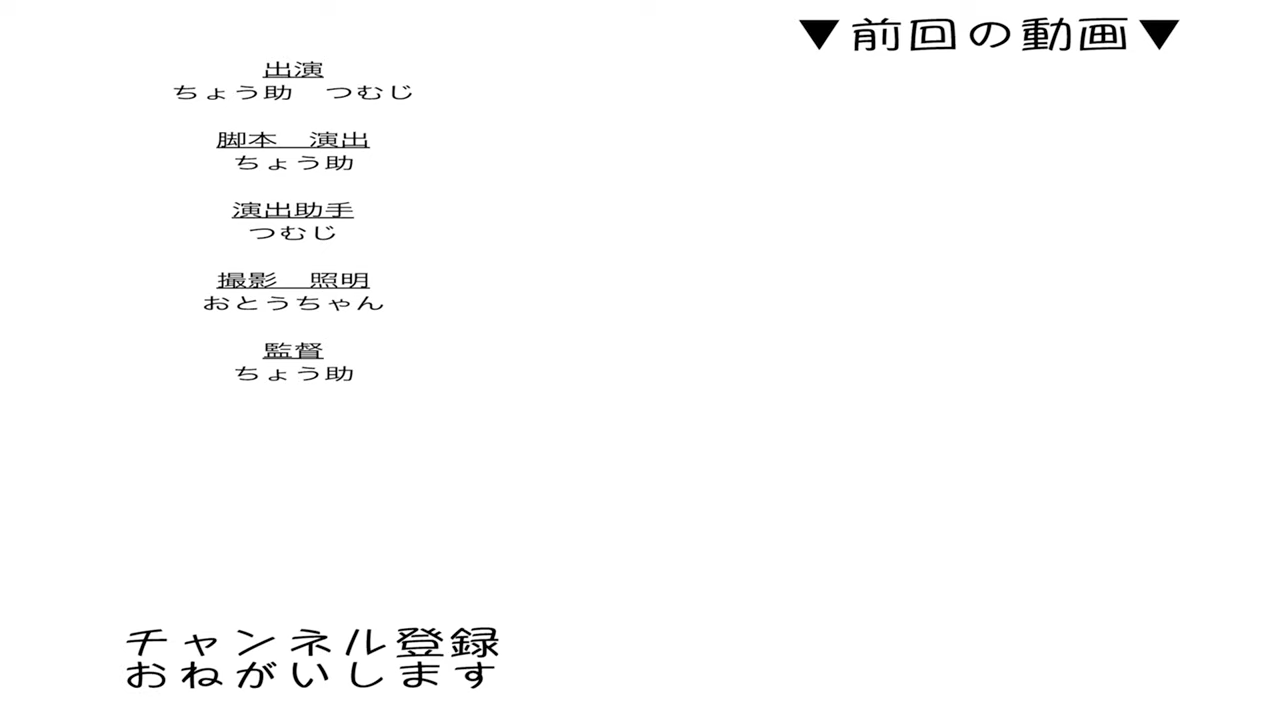 ▼前回の動画▼
出演
ちょう助　つむじ
脚本　演出
ちょう助
演出助手
つむじ
撮影　照明
おとうちゃん
監督
ちょう助
チャンネル登録
おねがいします